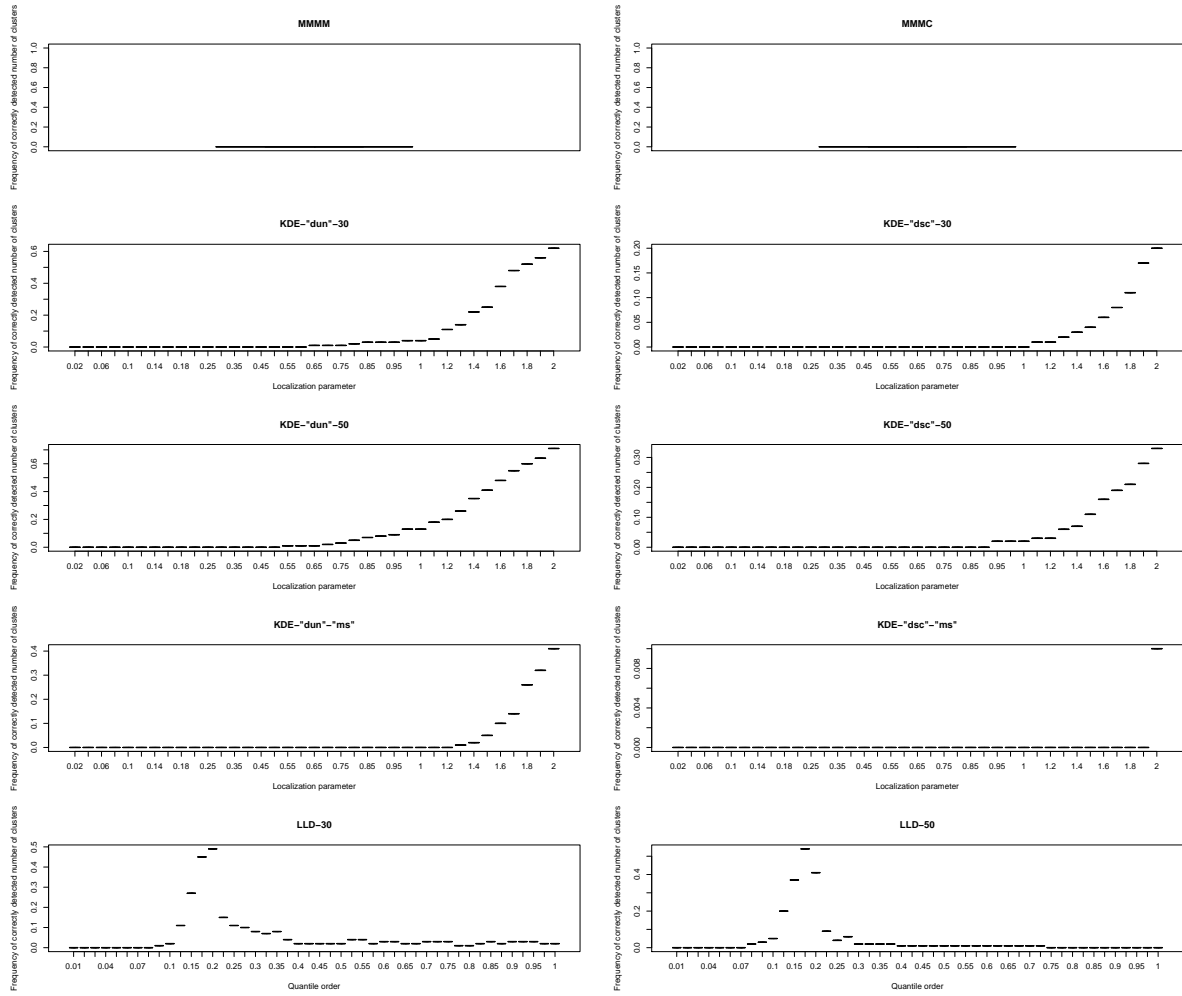 MMMM
Frequency of correctly detected number of clusters
0.0 0.2 0.4 0.6 0.8 1.0
MMMC
Frequency of correctly detected number of clusters
0.0 0.2 0.4 0.6 0.8 1.0
KDE−"dun"−30
Frequency of correctly detected number of clusters
0.0 0.2 0.4 0.6
0.02 0.06 0.1 0.14 0.18 0.25 0.35 0.45 0.55 0.65 0.75 0.85 0.95 1 1.2 1.4 1.6 1.8 2
Localization parameter
KDE−"dsc"−30
Frequency of correctly detected number of clusters
0.00 0.05 0.10 0.15 0.20
0.02 0.06 0.1 0.14 0.18 0.25 0.35 0.45 0.55 0.65 0.75 0.85 0.95 1 1.2 1.4 1.6 1.8 2
Localization parameter
KDE−"dun"−50
Frequency of correctly detected number of clusters
0.0 0.2 0.4 0.6
0.02 0.06 0.1 0.14 0.18 0.25 0.35 0.45 0.55 0.65 0.75 0.85 0.95 1 1.2 1.4 1.6 1.8 2
Localization parameter
KDE−"dsc"−50
Frequency of correctly detected number of clusters
0.00 0.10 0.20 0.30
0.02 0.06 0.1 0.14 0.18 0.25 0.35 0.45 0.55 0.65 0.75 0.85 0.95 1 1.2 1.4 1.6 1.8 2
Localization parameter
KDE−"dun"−"ms"
Frequency of correctly detected number of clusters
0.0 0.1 0.2 0.3 0.4
0.02 0.06 0.1 0.14 0.18 0.25 0.35 0.45 0.55 0.65 0.75 0.85 0.95 1 1.2 1.4 1.6 1.8 2
Localization parameter
KDE−"dsc"−"ms"
Frequency of correctly detected number of clusters
0.000 0.004 0.008
0.02 0.06 0.1 0.14 0.18 0.25 0.35 0.45 0.55 0.65 0.75 0.85 0.95 1 1.2 1.4 1.6 1.8 2
Localization parameter
LLD−30
Frequency of correctly detected number of clusters
0.0 0.1 0.2 0.3 0.4 0.5
0.01 0.04 0.07 0.1 0.15 0.2 0.25 0.3 0.35 0.4 0.45 0.5 0.55 0.6 0.65 0.7 0.75 0.8 0.85 0.9 0.95 1
Quantile order
LLD−50
Frequency of correctly detected number of clusters
0.0 0.2 0.4
0.01 0.04 0.07 0.1 0.15 0.2 0.25 0.3 0.35 0.4 0.45 0.5 0.55 0.6 0.65 0.7 0.75 0.8 0.85 0.9 0.95 1
Quantile order